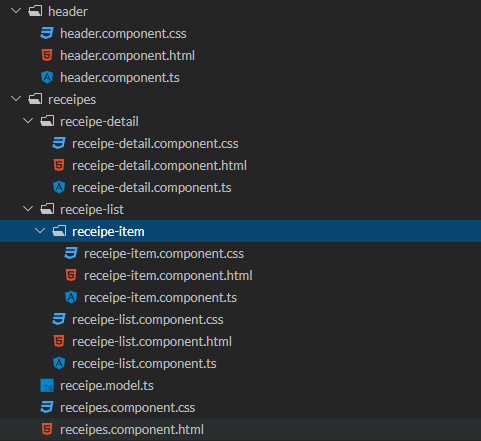 header
header.component.css
header.component.html
header.component.ts
receipes
receipe-detail
receipe-detail.component.css
receipe-detail.component.html
receipe-detail.component.ts
receipe-list
receipe-item
receipe-item.component.css
receipe-item.component.html
receipe-item.component.ts
receipe-list.component.css
receipe-list.component.html
receipe-list.component.ts
receipe.model.ts
receipes.component.css
receipes.component.html